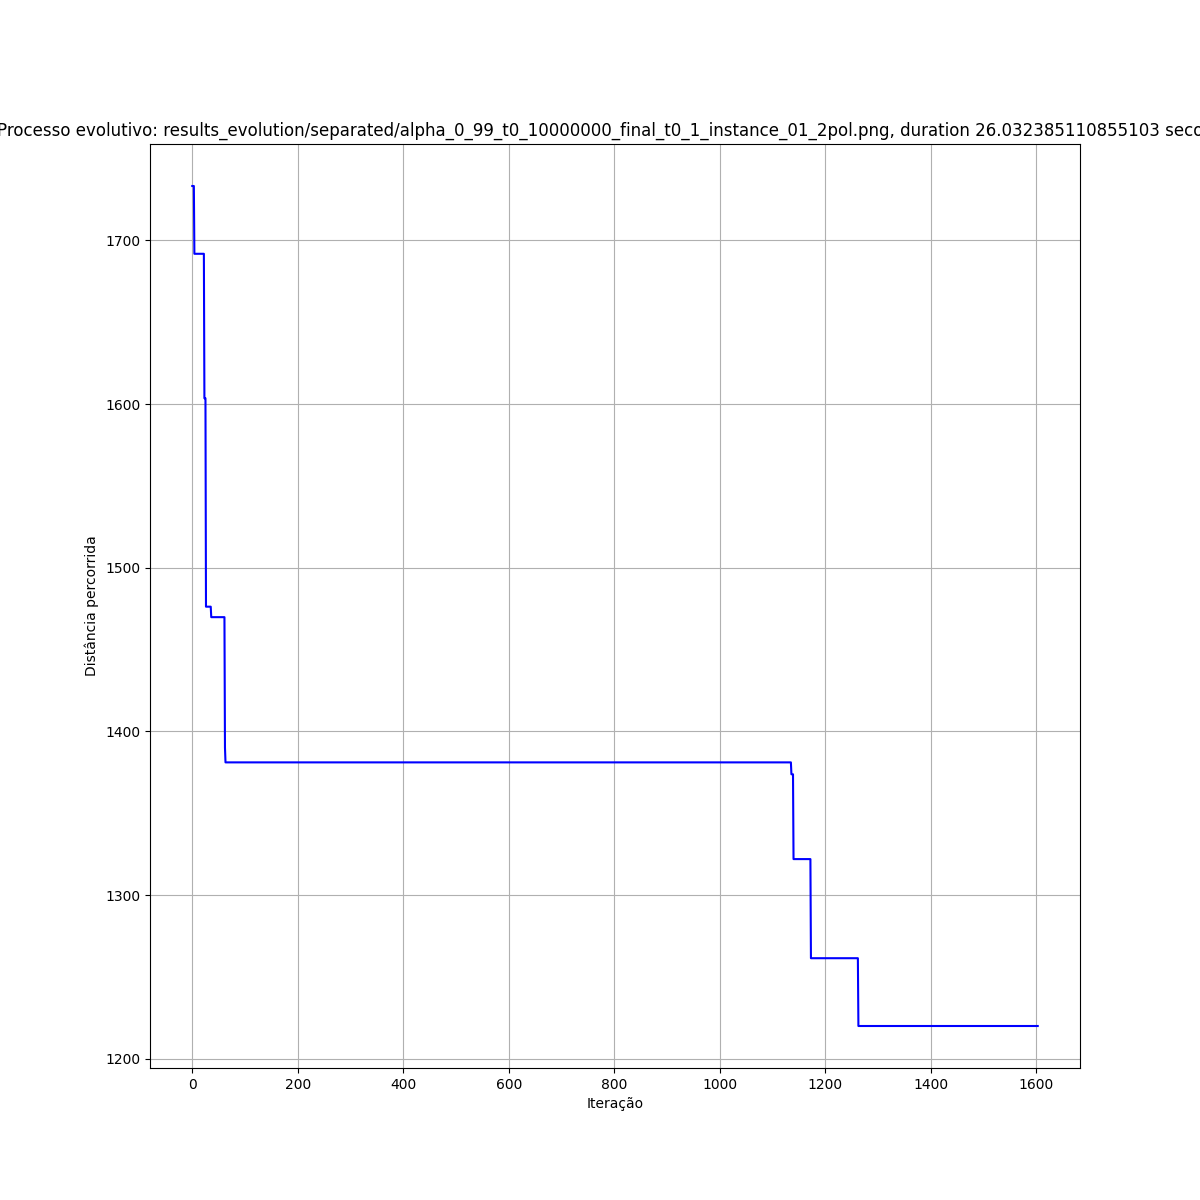 Processo evolutivo: results_evolution/separated/alpha_0_99_t0_10000000_final_t0_1_instance_01_2pol.png, duration 26.032385110855103 seco
1700
1600
1500
1400
1300
1200
Distância percorrida
0 200 400 600 800 1000 1200 1400 1600
Iteração